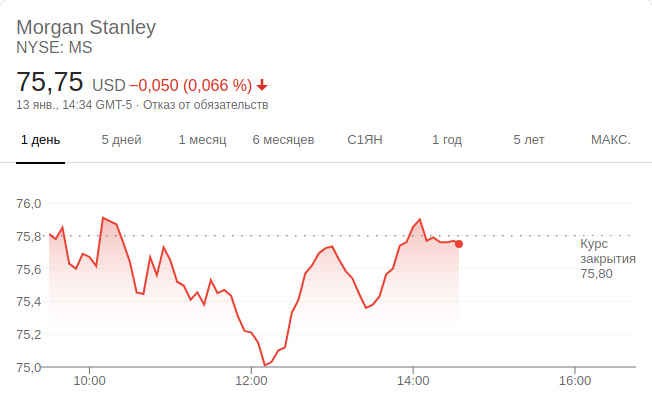 Morgan Stanley
NYSE: MS
75,75 USD −0,050 (0,066 %)
13 янв., 14:34 GMT-5 · Отказ от обязательств
1 день 5 дней 1 месяц 6 месяцев С1ЯН 1 год 5 лет МАКС.
76,0
75,8
Курс
закрытия
75,80
75,6
75,4
75,2
75,0
10:00 12:00 14:00 16:00